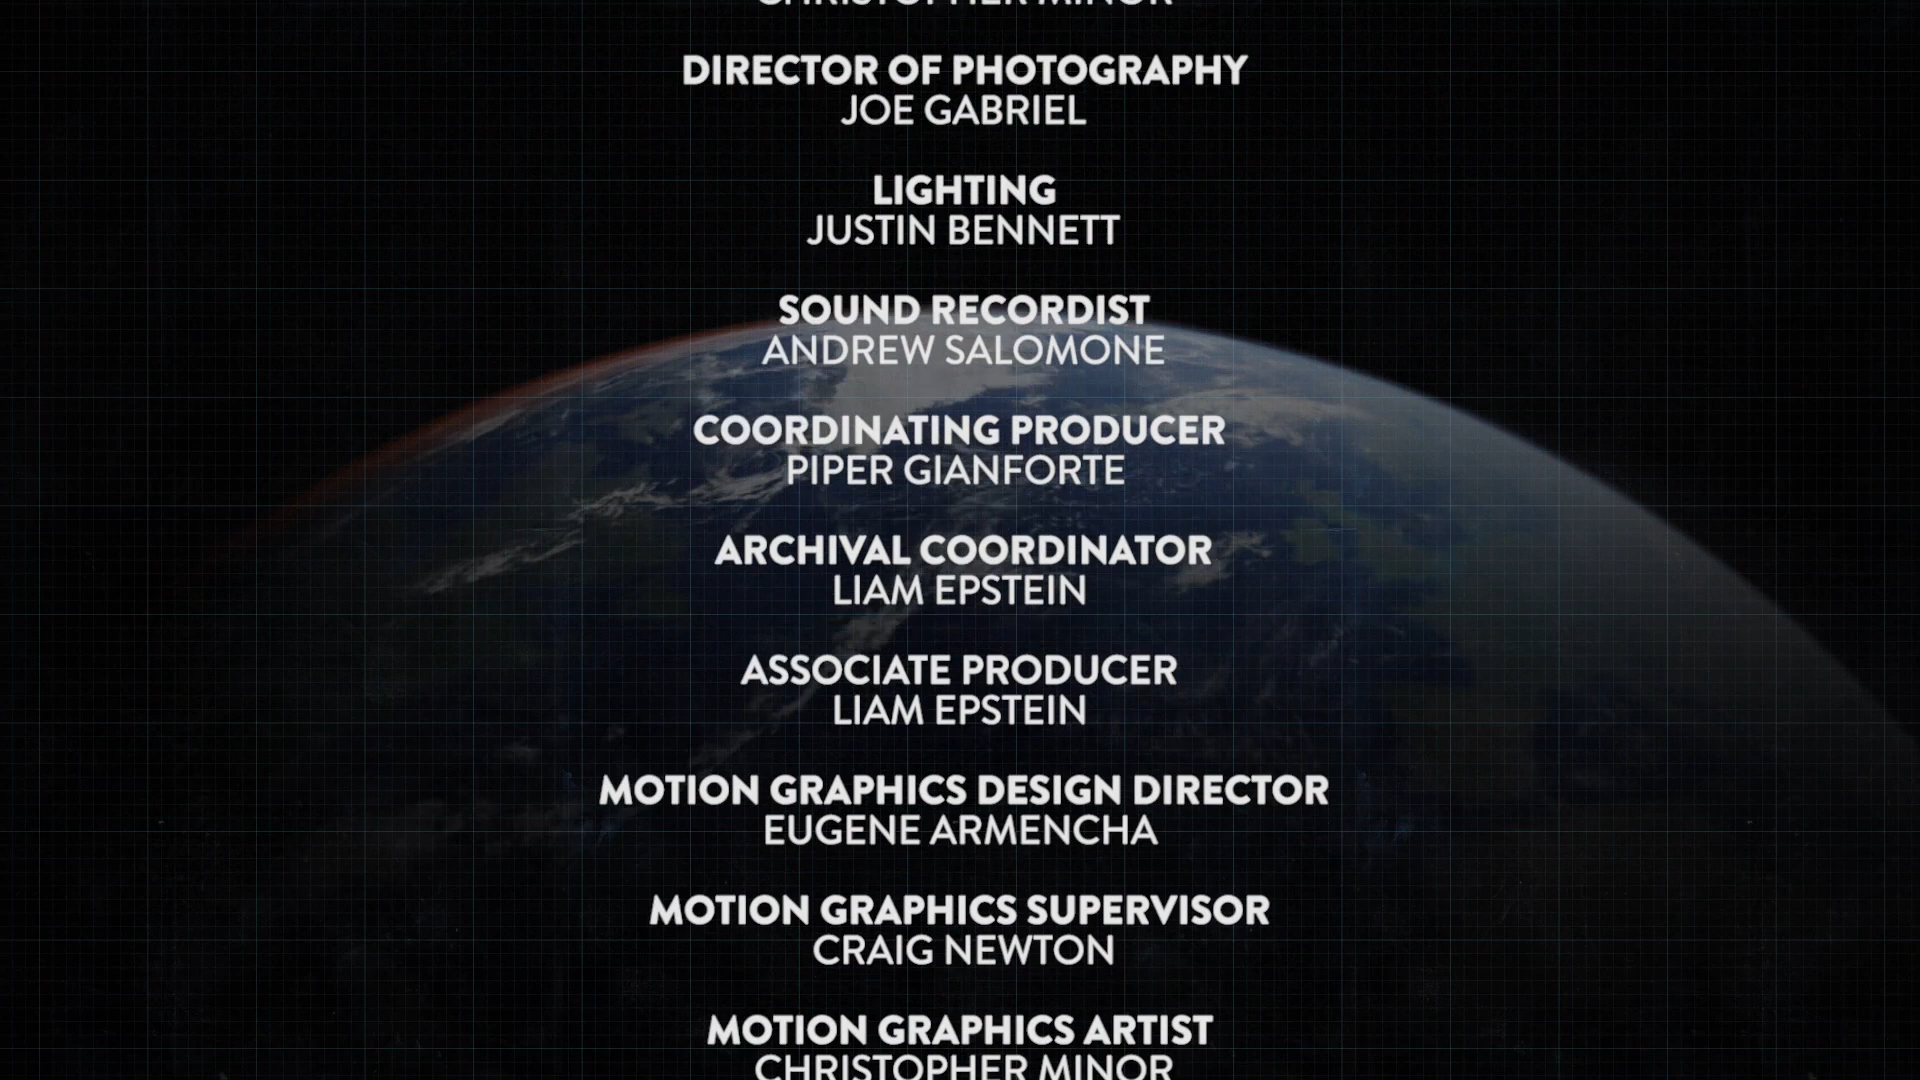 CHRISTOPHER MINOR
DIRECTOR OF PHOTOGRAPHY
JOE GABRIEL
LIGHTING
JUSTIN BENNETT
SOUND RECORDIST
ANDREW SALOMONE
COORDINATING PRODUCER
PIPER GIANFORTE
ARCHIVAL COORDINATOR
LIAM EPSTEIN
ASSOCIATE PRODUCER
LIAM EPSTEIN
MOTION GRAPHICS DESIGN DIRECTOR
EUGENE ARMENCHA
MOTION GRAPHICS SUPERVISOR
CRAIG NEWTON
MOTION GRAPHICS ARTIST
CHRISTOPHER MINOR